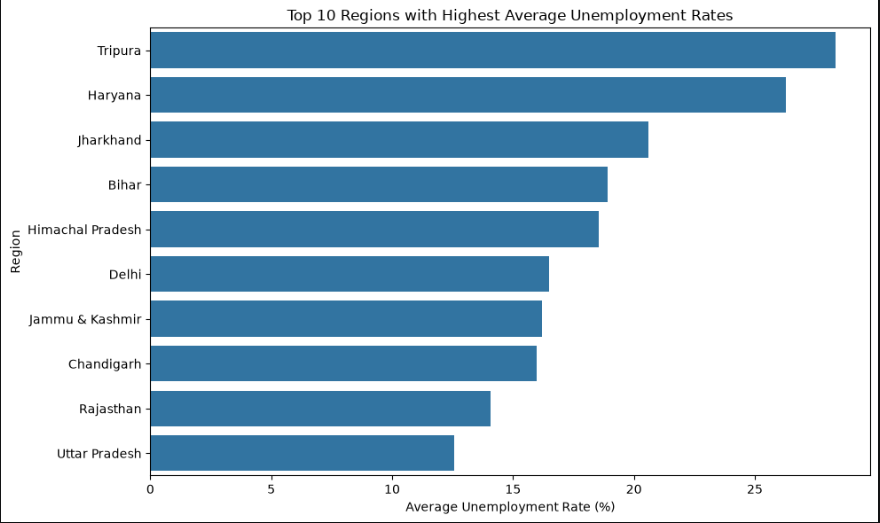 Top 10 Regions with Highest Average Unemployment Rates
Region
Tripura
Haryana
Jharkhand
Bihar
Himachal Pradesh
Delhi
Jammu & Kashmir
Chandigarh
Rajasthan
Uttar Pradesh
0 5 10 15 20 25
Average Unemployment Rate (%)